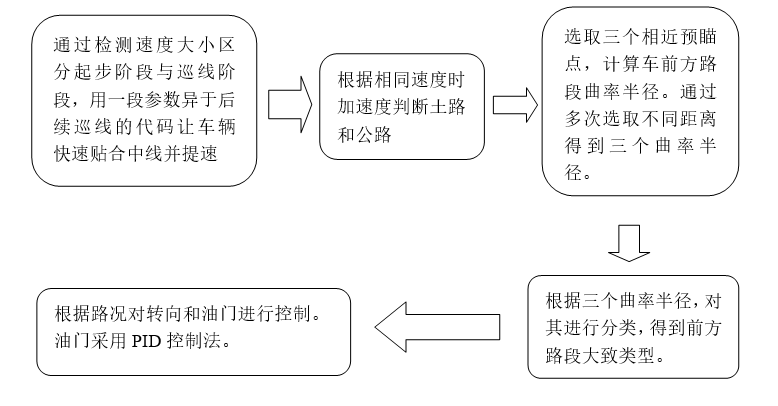 通过检测速度大小区
分起步阶段与巡线阶
段，用一段参数异于后
续巡线的代码让车辆
快速贴合中线并提速
根据相同速度时
加速度判断土路
和公路
选取三个相近预瞄
点，计算车前方路
段曲率半径。通过
多次选取不同距离
得到三个曲率半
径。
根据三个曲率半径，对
其进行分类，得到前方
路段大致类型。
根据路况对转向和油门进行控制。
油门采用 PID 控制法。